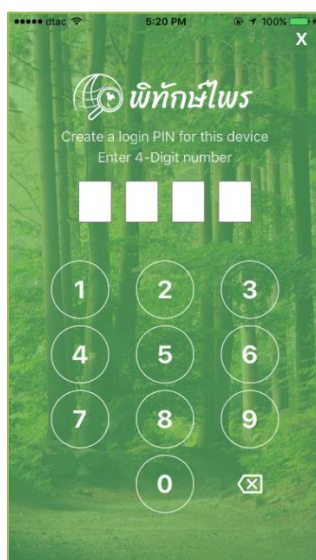 dtac 5:20 PM 100%
X
พิทักษ์ไพร
Create a login PIN for this device
Enter 4-Digit number
1 2 3
4 5 6
7 8 9
0